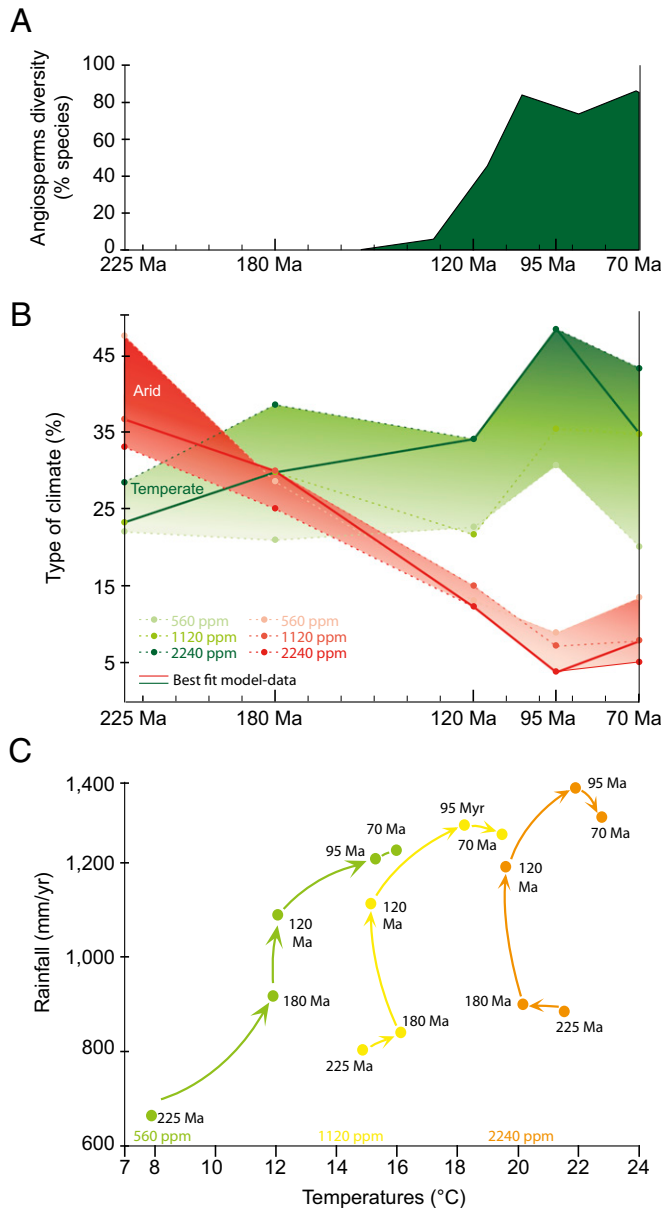 A
Angiosperms diversity
(% species)
100
80
60
40
20
0
225 Ma
180 Ma
120 Ma
95 Ma
70 Ma
B
Type of climate (%)
45
35
25
15
5
Arid
Temperate
560 ppm
560 ppm
1120 ppm
1120 ppm
2240 ppm
2240 ppm
Best fit model-data
225 Ma
180 Ma
120 Ma
95 Ma
70 Ma
C
Rainfall (mm/yr)
1,400
1,200
1,000
800
600
95 Ma
70 Ma
120
Ma
180 Ma
225 Ma
560 ppm
95 Myr
70 Ma
120
Ma
180 Ma
225 Ma
1120 ppm
95 Ma
70 Ma
120
Ma
180 Ma
225 Ma
2240 ppm
7
8
10
12
14
16
18
20
22
24
Temperatures (°C)